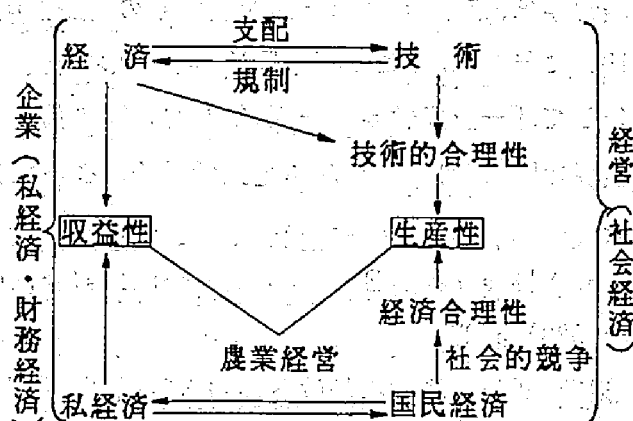 支配
経済
技術
規制
企業（私経済・財務経済）
技術的合理性
経営（社会経済）
収益性
生産性
経済合理性
農業経営
社会的競争
私経済
国民経済